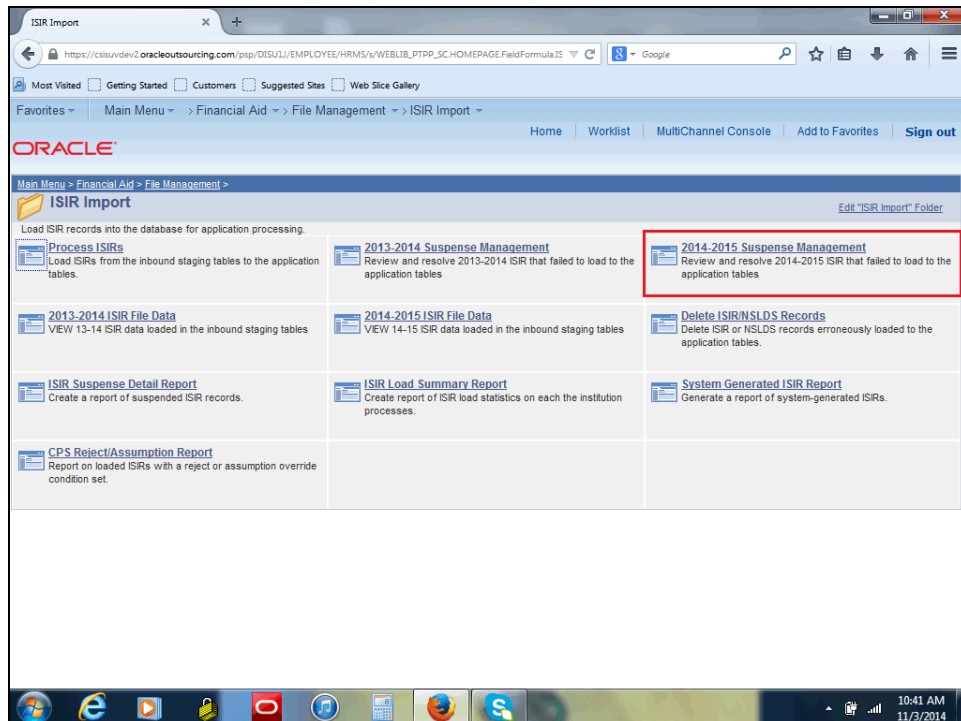 ISIR Import
https://csisuvdev2.oracleoutsourcing.com/psp/DISU1J/EMPLOYEE/HRMS/s/WEBLIB_PTPP_SC.HOMEPAGE.FieldFormula.IS
Google
Most Visited Getting Started Customers Suggested Sites Web Slice Gallery
Favorites Main Menu > Financial Aid > File Management > ISIR Import
Home Worklist MultiChannel Console Add to Favorites Sign out
ORACLE
Main Menu > Financial Aid > File Management >
ISIR Import
Edit "ISIR Import" Folder
Load ISIR records into the database for application processing.
Process ISIRs
Load ISIRs from the inbound staging tables to the application
tables.
2013-2014 Suspense Management
Review and resolve 2013-2014 ISIR that failed to load to the
application tables
2014-2015 Suspense Management
Review and resolve 2014-2015 ISIR that failed to load to the
application tables
2013-2014 ISIR File Data
VIEW 13-14 ISIR data loaded in the inbound staging tables
2014-2015 ISIR File Data
VIEW 14-15 ISIR data loaded in the inbound staging tables
Delete ISIR/NSLDS Records
Delete ISIR or NSLDS records erroneously loaded to the
application tables.
ISIR Suspense Detail Report
Create a report of suspended ISIR records.
ISIR Load Summary Report
Create report of ISIR load statistics on each the institution
processes.
System Generated ISIR Report
Generate a report of system-generated ISIRs.
CPS Reject/Assumption Report
Report on loaded ISIRs with a reject or assumption override
condition set.
10:41 AM
11/3/2014